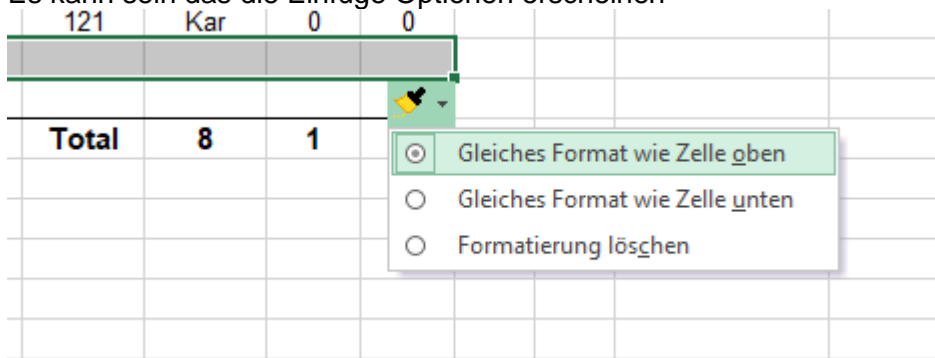 Es kann sein das die Einfüge Optionen erscheinen
121 Kar 0 0
Total 8 1
Gleiches Format wie Zelle oben
Gleiches Format wie Zelle unten
Formatierung löschen